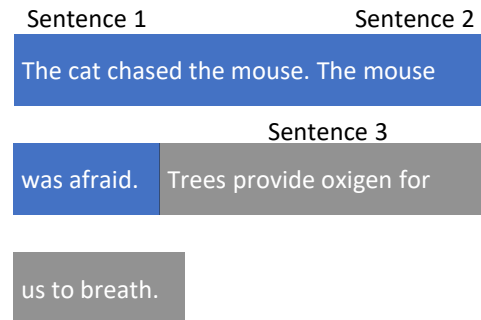 Sentence 1 Sentence 2
The cat chased the mouse. The mouse
Sentence 3
was afraid. Trees provide oxigen for
us to breath.